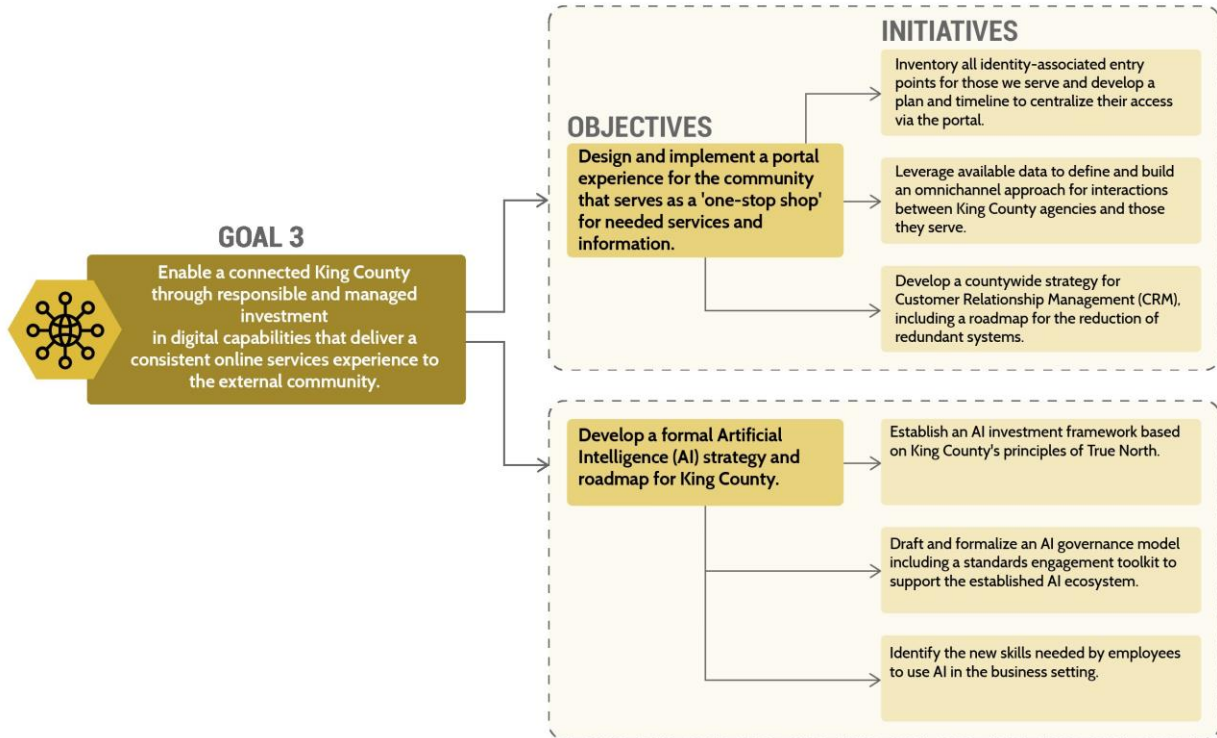 GOAL 3
Enable a connected King County
through responsible and managed
investment
in digital capabilities that deliver a
consistent online services experience to
the external community.
OBJECTIVES
Design and implement a portal
experience for the community
that serves as a 'one-stop shop'
for needed services and
information.
INITIATIVES
Inventory all identity-associated entry
points for those we serve and develop a
plan and timeline to centralize their access
via the portal.
Leverage available data to define and build
an omnichannel approach for interactions
between King County agencies and those
they serve.
Develop a countywide strategy for
Customer Relationship Management (CRM),
including a roadmap for the reduction of
redundant systems.
Develop a formal Artificial
Intelligence (AI) strategy and
roadmap for King County.
Establish an AI investment framework based
on King County's principles of True North.
Draft and formalize an AI governance model
including a standards engagement toolkit to
support the established AI ecosystem.
Identify the new skills needed by employees
to use AI in the business setting.